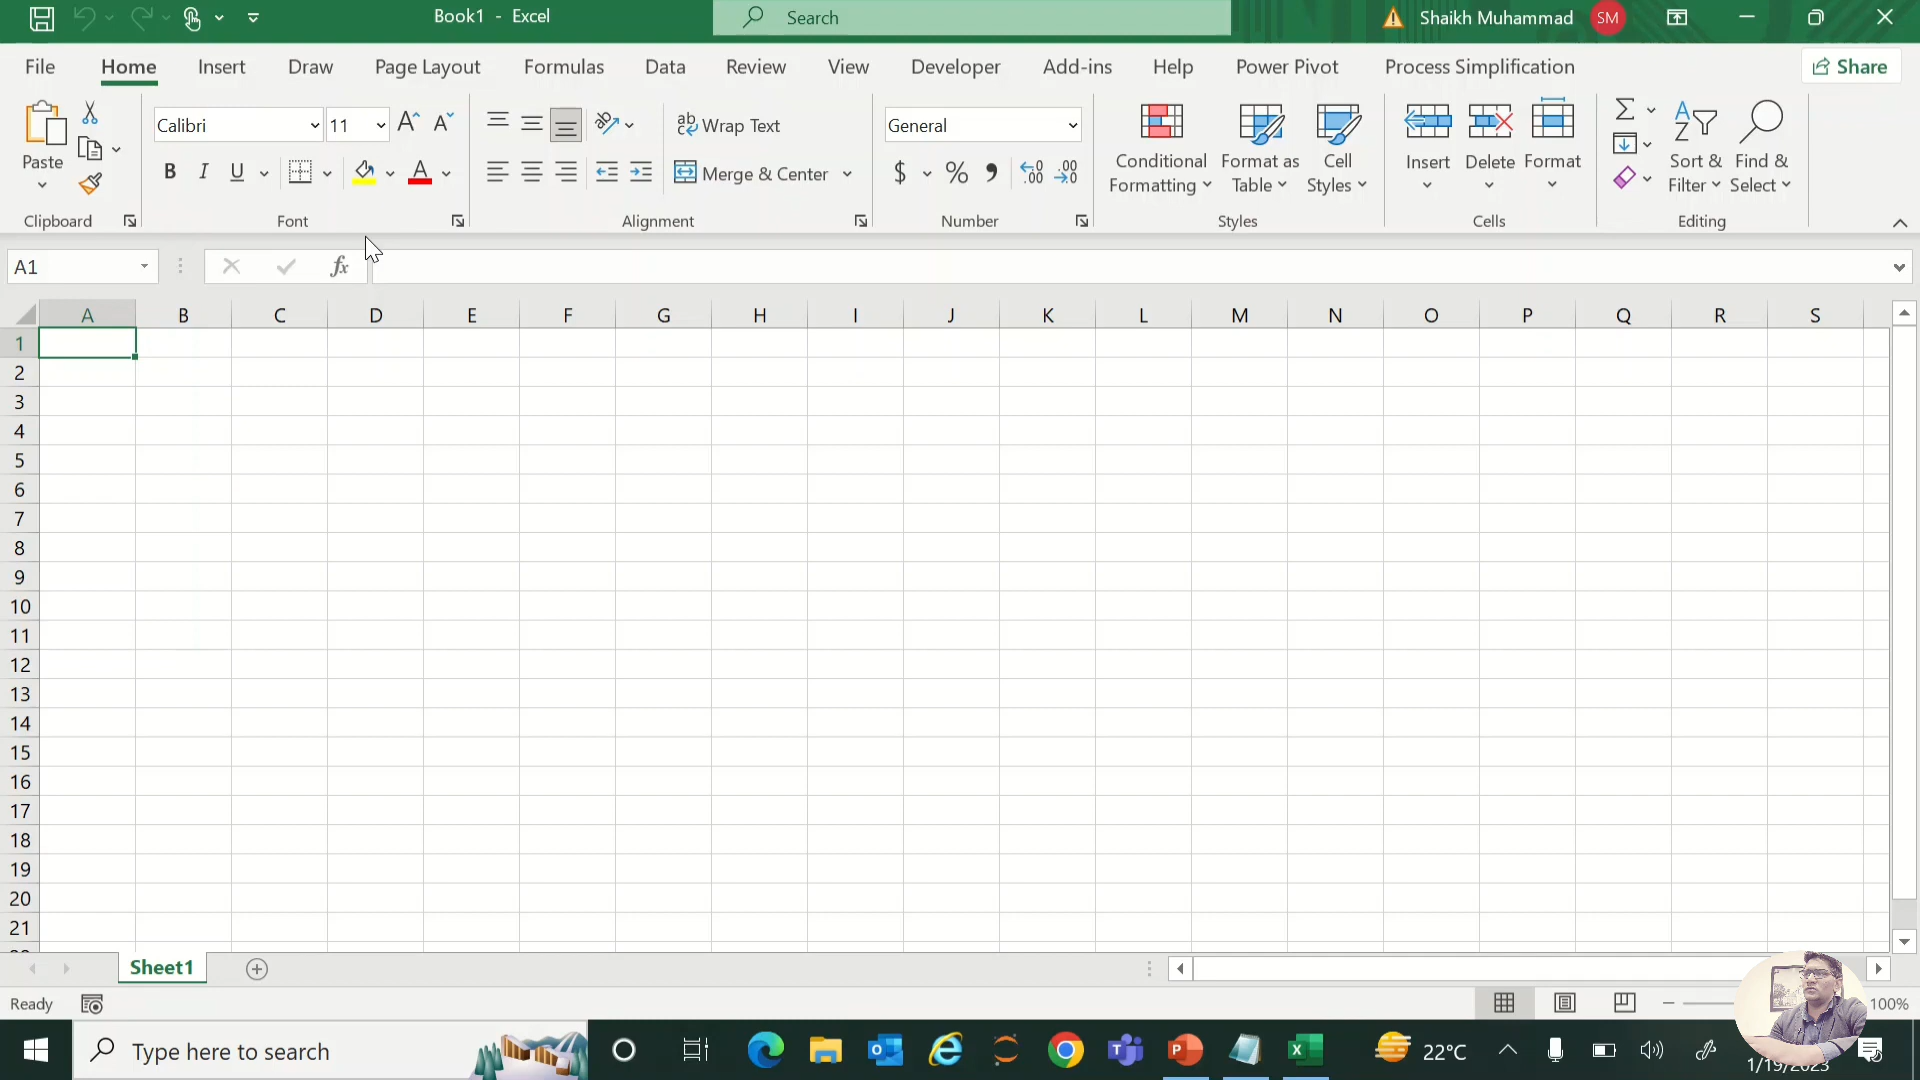 Book1 - Excel
Search
Shaikh Muhammad
SM
File Home Insert Draw Page Layout Formulas Data Review View Developer Add-ins Help Power Pivot Process Simplification
Share
Paste
Clipboard
Calibri 11
B I U A
Font
ab Wrap Text
Merge & Center
Alignment
General
$ % , .00 .00
Number
Conditional Formatting
Format as Table
Cell Styles
Styles
Insert
Delete
Format
Cells
Sort & Filter
Find & Select
Editing
A1
fx
A B C D E F G H I J K L M N O P Q R S
1
2
3
4
5
6
7
8
9
10
11
12
13
14
15
16
17
18
19
20
21
Sheet1
Ready
100%
Type here to search
22°C
1/19/2023